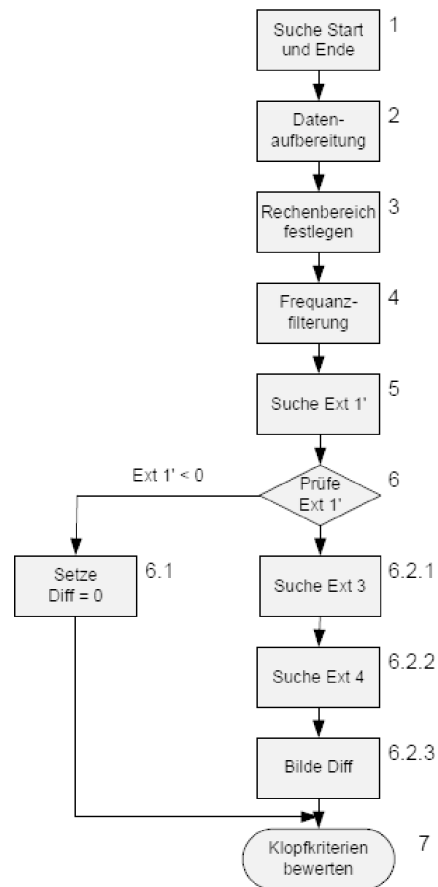 Suche Start
und Ende
1
Daten-
aufbereitung
2
Rechenbereich
festlegen
3
Frequanz-
filterung
4
Suche Ext 1'
5
Ext 1' < 0
Prüfe
Ext 1'
6
Setze
Diff = 0
6.1
Suche Ext 3
6.2.1
Suche Ext 4
6.2.2
Bilde Diff
6.2.3
Klopfkriterien
bewerten
7